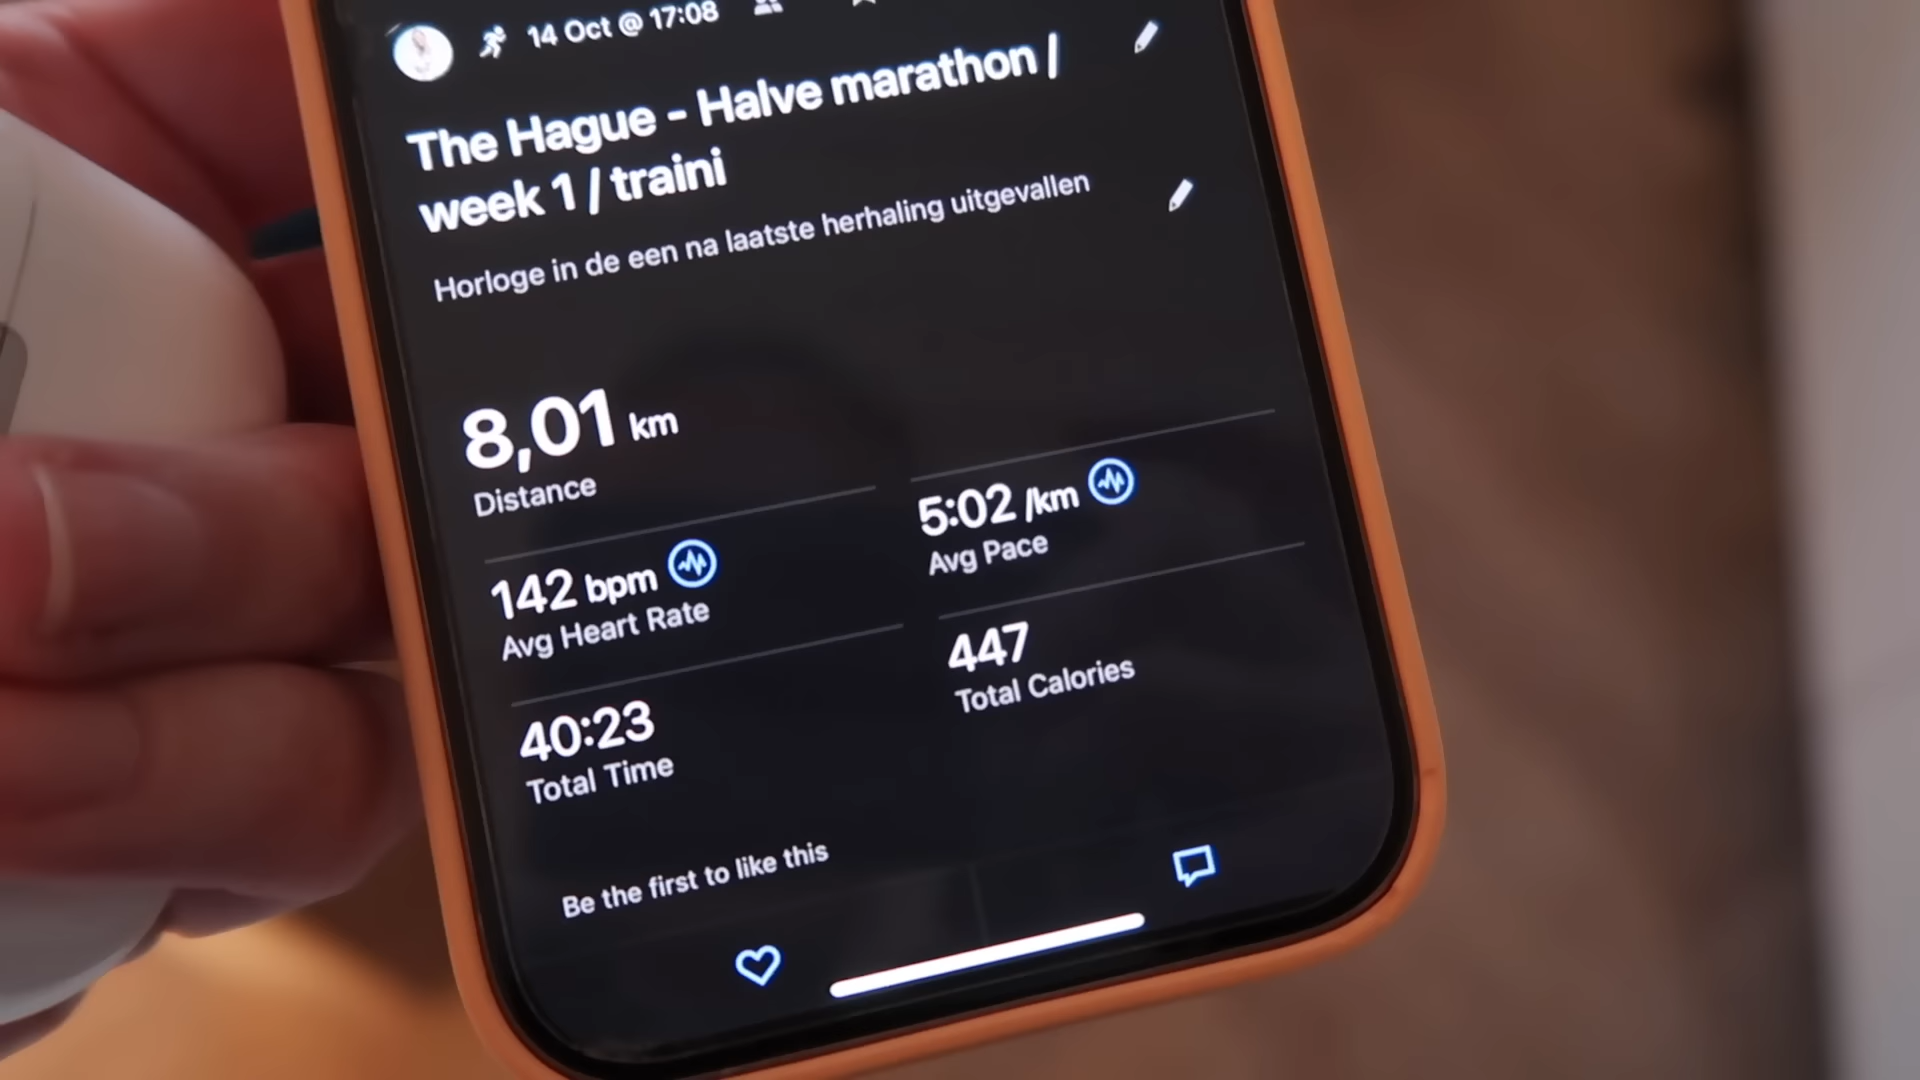 14 Oct @ 17:08
The Hague - Halve marathon /
week 1 / traini
Horloge in de een na laatste herhaling uitgevallen
8,01 km
Distance
142 bpm
Avg Heart Rate
5:02 /km
Avg Pace
40:23
Total Time
447
Total Calories
Be the first to like this